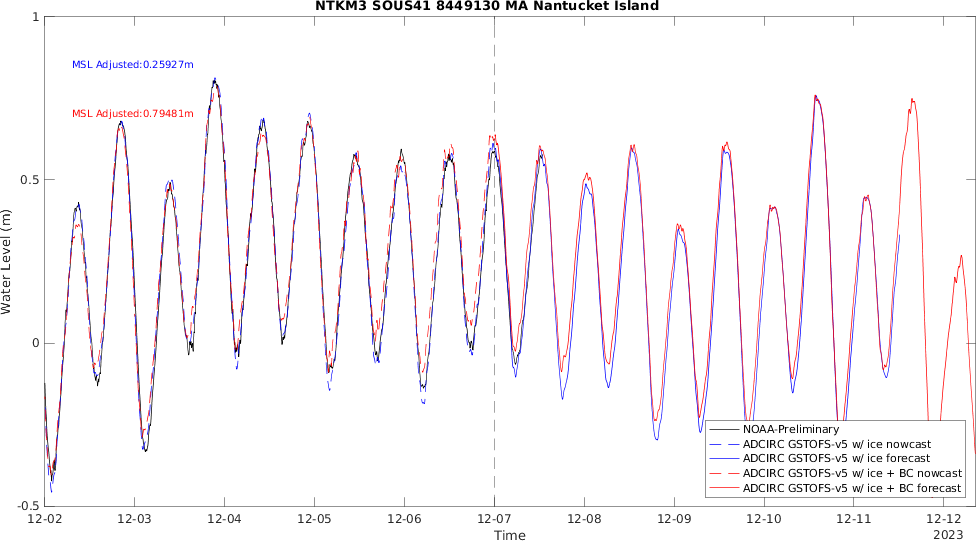 NTKM3 SOUS41 8449130 MA Nantucket Island
1
MSL Adjusted:0.25927m
MSL Adjusted:0.79481m
0.5
Water Level (m)
0
NOAA-Preliminary
ADCIRC GSTOFS-v5 w/ ice nowcast
ADCIRC GSTOFS-v5 w/ ice forecast
ADCIRC GSTOFS-v5 w/ ice + BC nowcast
ADCIRC GSTOFS-v5 w/ ice + BC forecast
-0.5
12-02 12-03 12-04 12-05 12-06 12-07 12-08 12-09 12-10 12-11 12-12
Time 2023